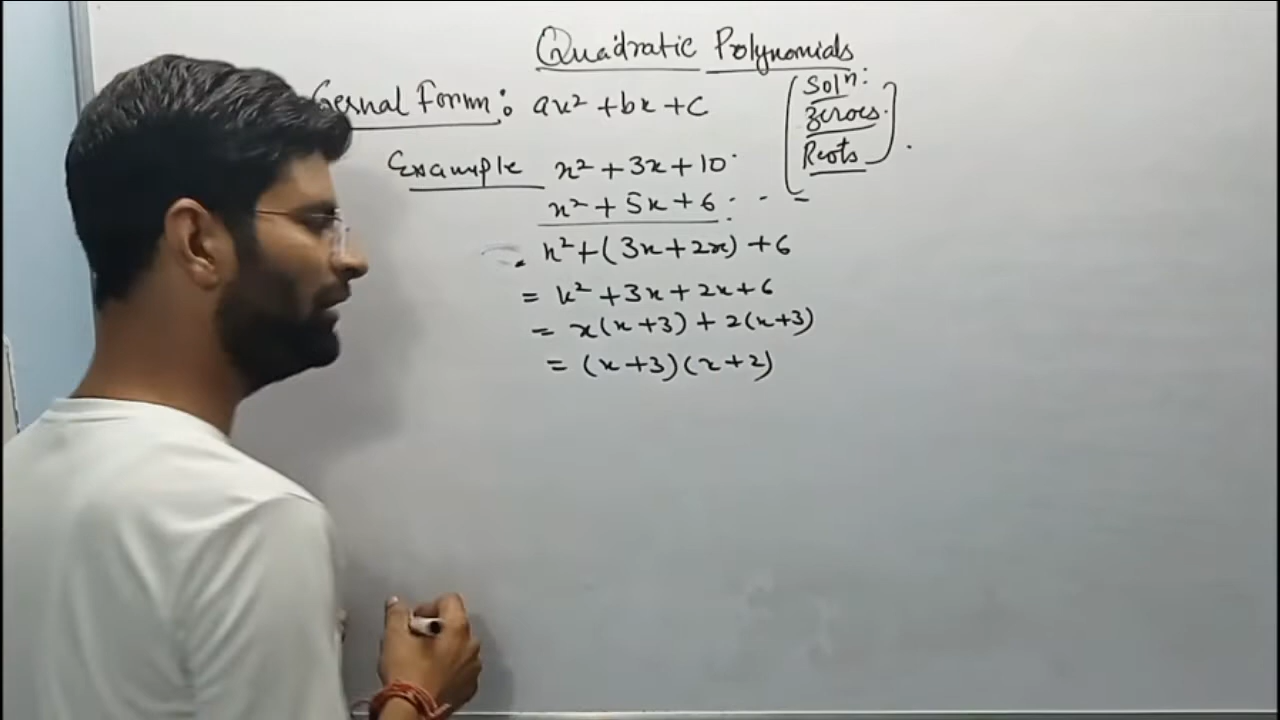 Quadratic Polynomials
Gernal Form: ax² + bx + c
(Solⁿ:
Zeroes.
Roots)
Example x² + 3x + 10
x² + 5x + 6
x² + (3x + 2x) + 6
= x² + 3x + 2x + 6
= x(x + 3) + 2(x + 3)
= (x + 3)(x + 2)